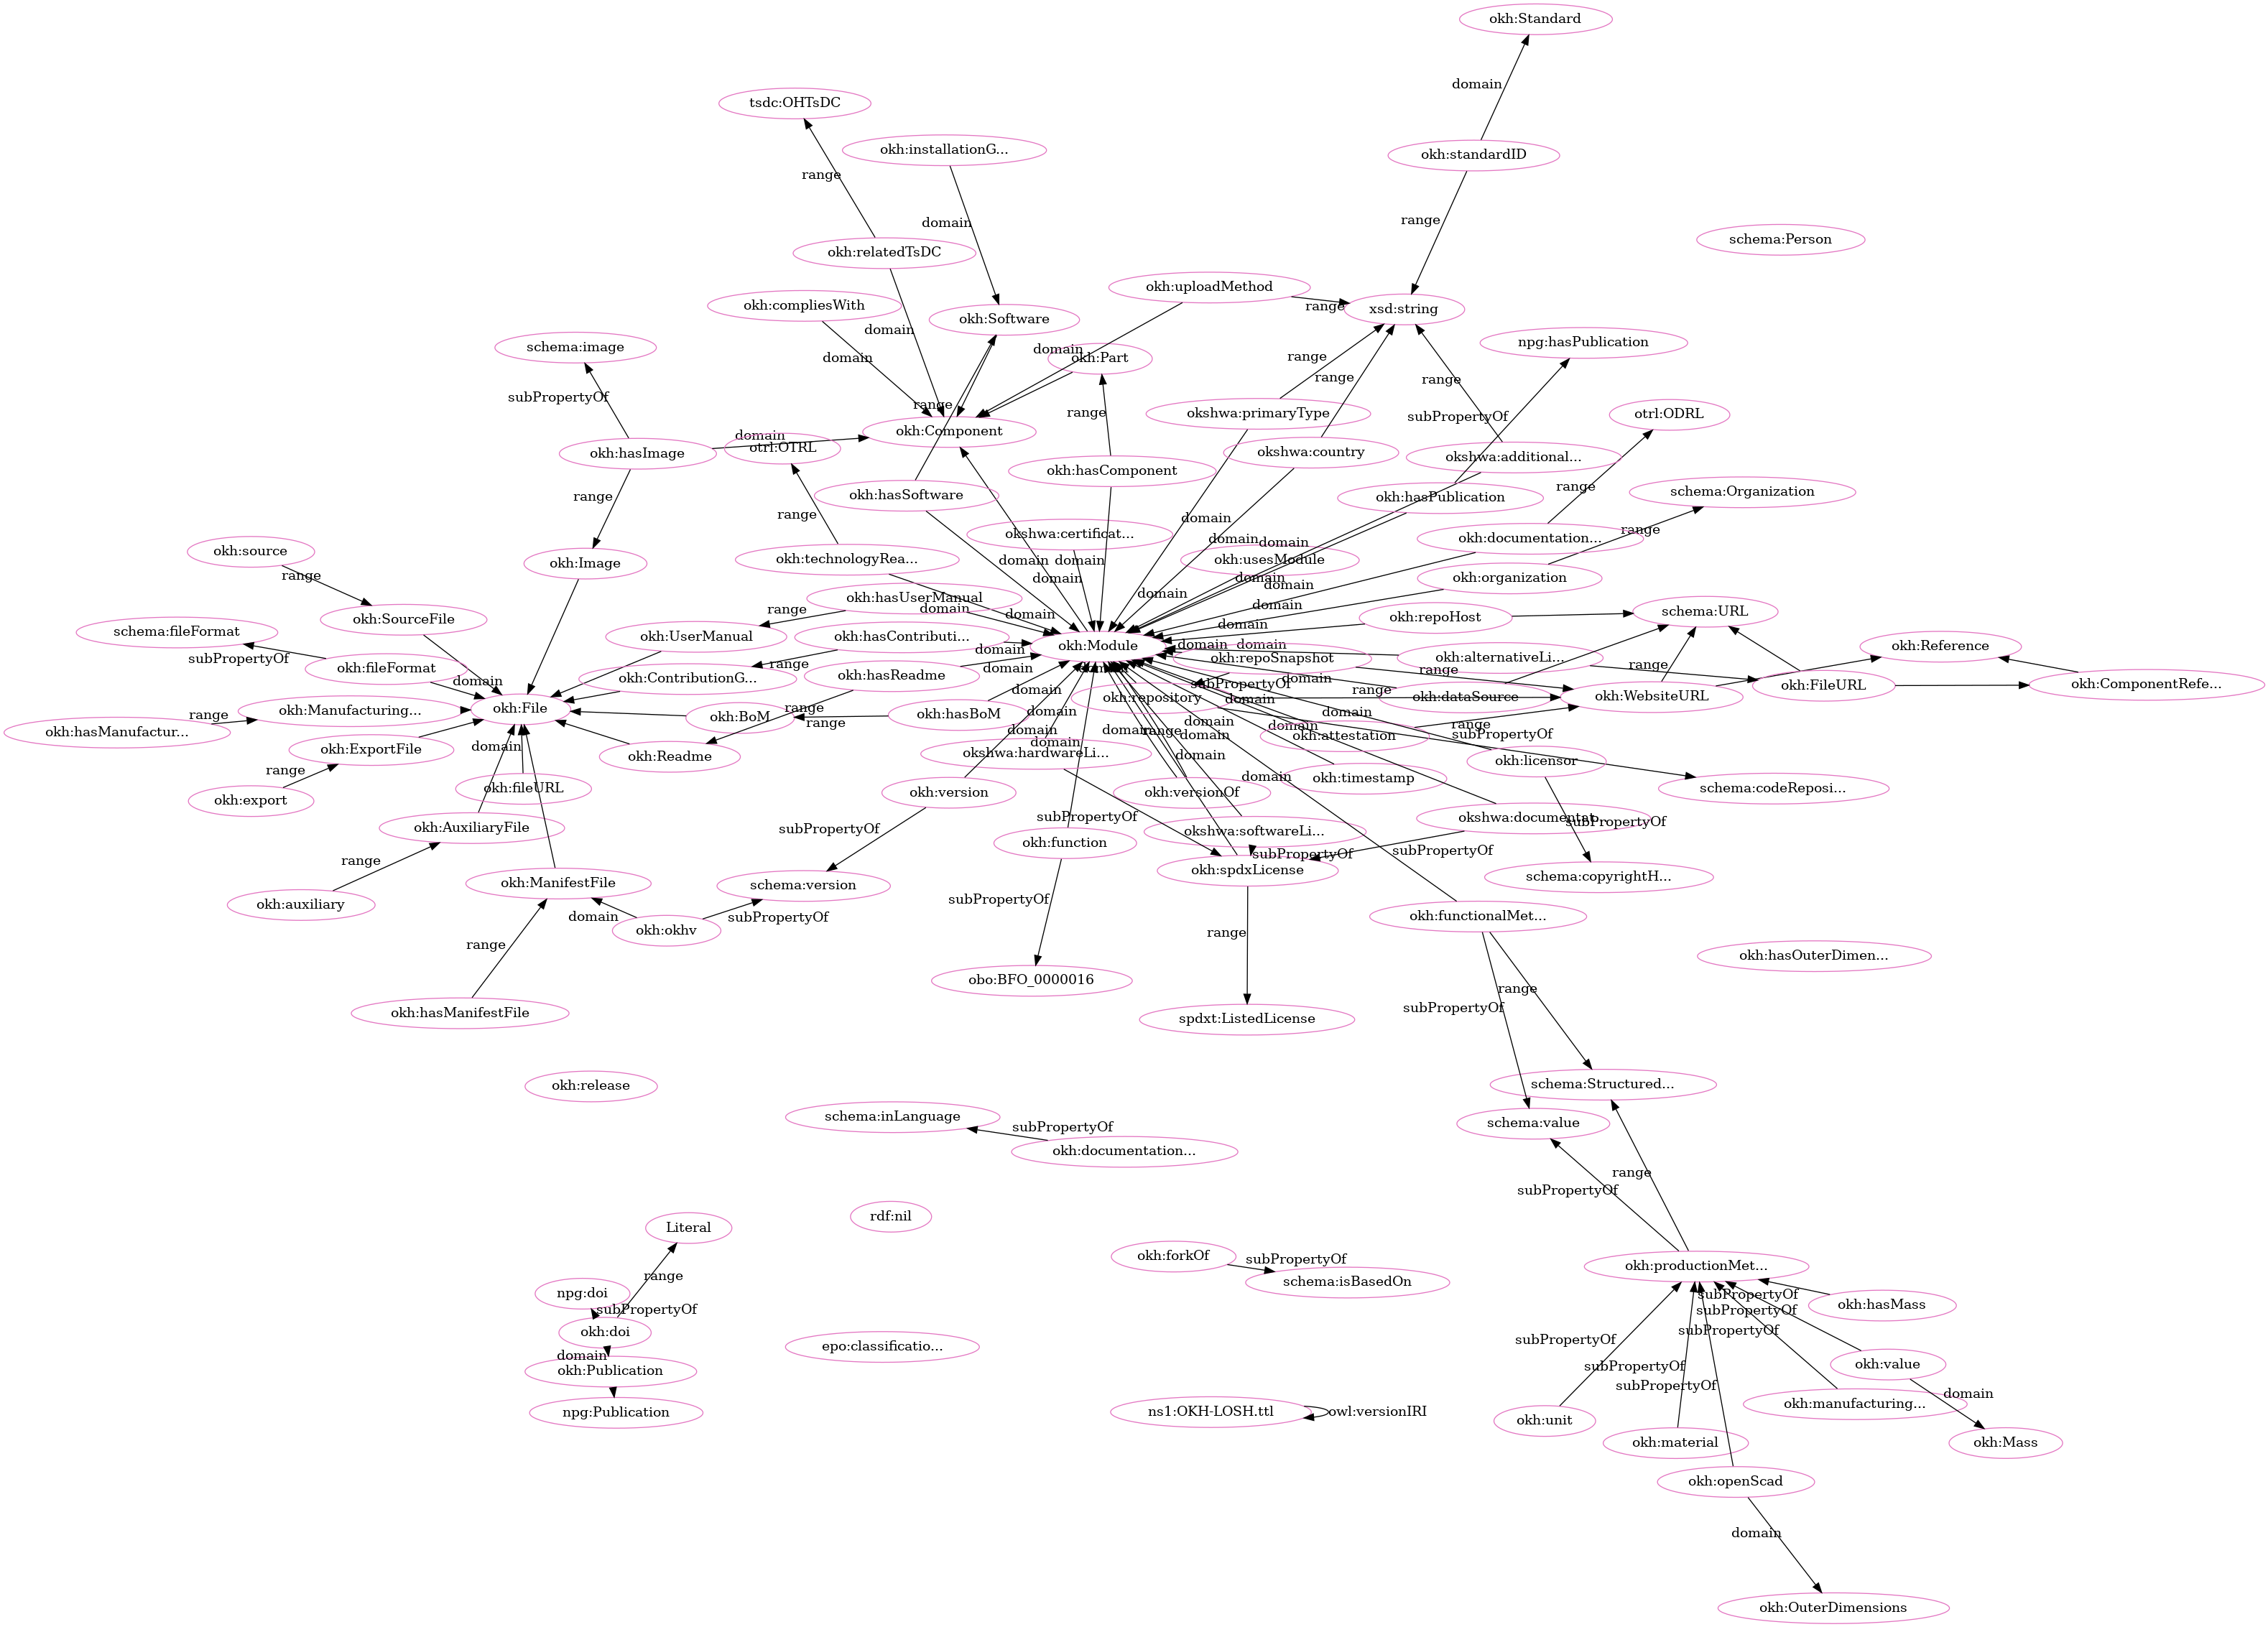 okh:Standard
domain
tsdc:OHTsDC
okh:installationG...
okh:standardID
range
domain
range
schema:Person
okh:relatedTsDC
okh:uploadMethod
okh:compliesWith
okh:Software
range
xsd:string
domain
schema:image
domain
domain
okh:Part
range
npg:hasPublication
range
range
subPropertyOf
range
range
okshwa:primaryType
subPropertyOf
otrl:ODRL
okh:Component
domain
otrl:OTRL
okh:hasImage
okshwa:country
okshwa:additional...
okh:hasComponent
range
range
okh:hasSoftware
okh:hasPublication
schema:Organization
range
domain
range
okshwa:certificat...
okh:documentation...
domain
domain
okh:source
okh:technologyRea...
domain
domain
okh:usesModule
okh:Image
range
domain
domain
okh:organization
domain
domain
okh:hasUserManual
domain
domain
range
domain
domain
schema:URL
okh:SourceFile
okh:repoHost
domain
schema:fileFormat
okh:UserManual
okh:hasContributi...
okh:Module
domain
domain
domain
okh:Reference
subPropertyOf
okh:fileFormat
range
domain
okh:repoSnapshot
okh:alternativeLi...
range
range
domain
okh:ContributionG...
okh:hasReadme
domain
subPropertyOf
domain
range
okh:dataSource
okh:WebsiteURL
okh:FileURL
okh:ComponentRefe...
okh:Manufacturing...
okh:File
range
range
okh:BoM
okh:hasBoM
domain
okh:repository
domain
domain
range
okh:hasManufactur...
range
domain
domain
domain
range
domain
domain
domain
okh:attestation
range
subPropertyOf
okh:ExportFile
domain
okh:Readme
okshwa:hardwareLi...
domain
okh:licensor
range
okh:export
okh:fileURL
okh:version
okh:versionOf
domain
okh:timestamp
schema:codeReposi...
okh:AuxiliaryFile
subPropertyOf
subPropertyOf
okshwa:softwareLi...
okshwa:documentat...
subPropertyOf
range
okh:function
subPropertyOf
subPropertyOf
okh:ManifestFile
schema:version
okh:spdxLicense
schema:copyrightH...
okh:auxiliary
subPropertyOf
okh:functionalMet...
domain
subPropertyOf
okh:okhv
range
range
okh:hasOuterDimen...
obo:BFO_0000016
range
subPropertyOf
okh:hasManifestFile
spdxt:ListedLicense
okh:release
schema:Structured...
schema:inLanguage
subPropertyOf
schema:value
okh:documentation...
range
subPropertyOf
rdf:nil
Literal
okh:forkOf
subPropertyOf
okh:productionMet...
range
schema:isBasedOn
npg:doi
subPropertyOf
subPropertyOf
subPropertyOf
okh:hasMass
okh:doi
subPropertyOf
subPropertyOf
epo:classificatio...
domain
okh:Publication
subPropertyOf
okh:value
subPropertyOf
domain
npg:Publication
ns1:OKH-LOSH.ttl
owl:versionIRI
okh:unit
okh:manufacturing...
okh:material
okh:Mass
okh:openScad
domain
okh:OuterDimensions